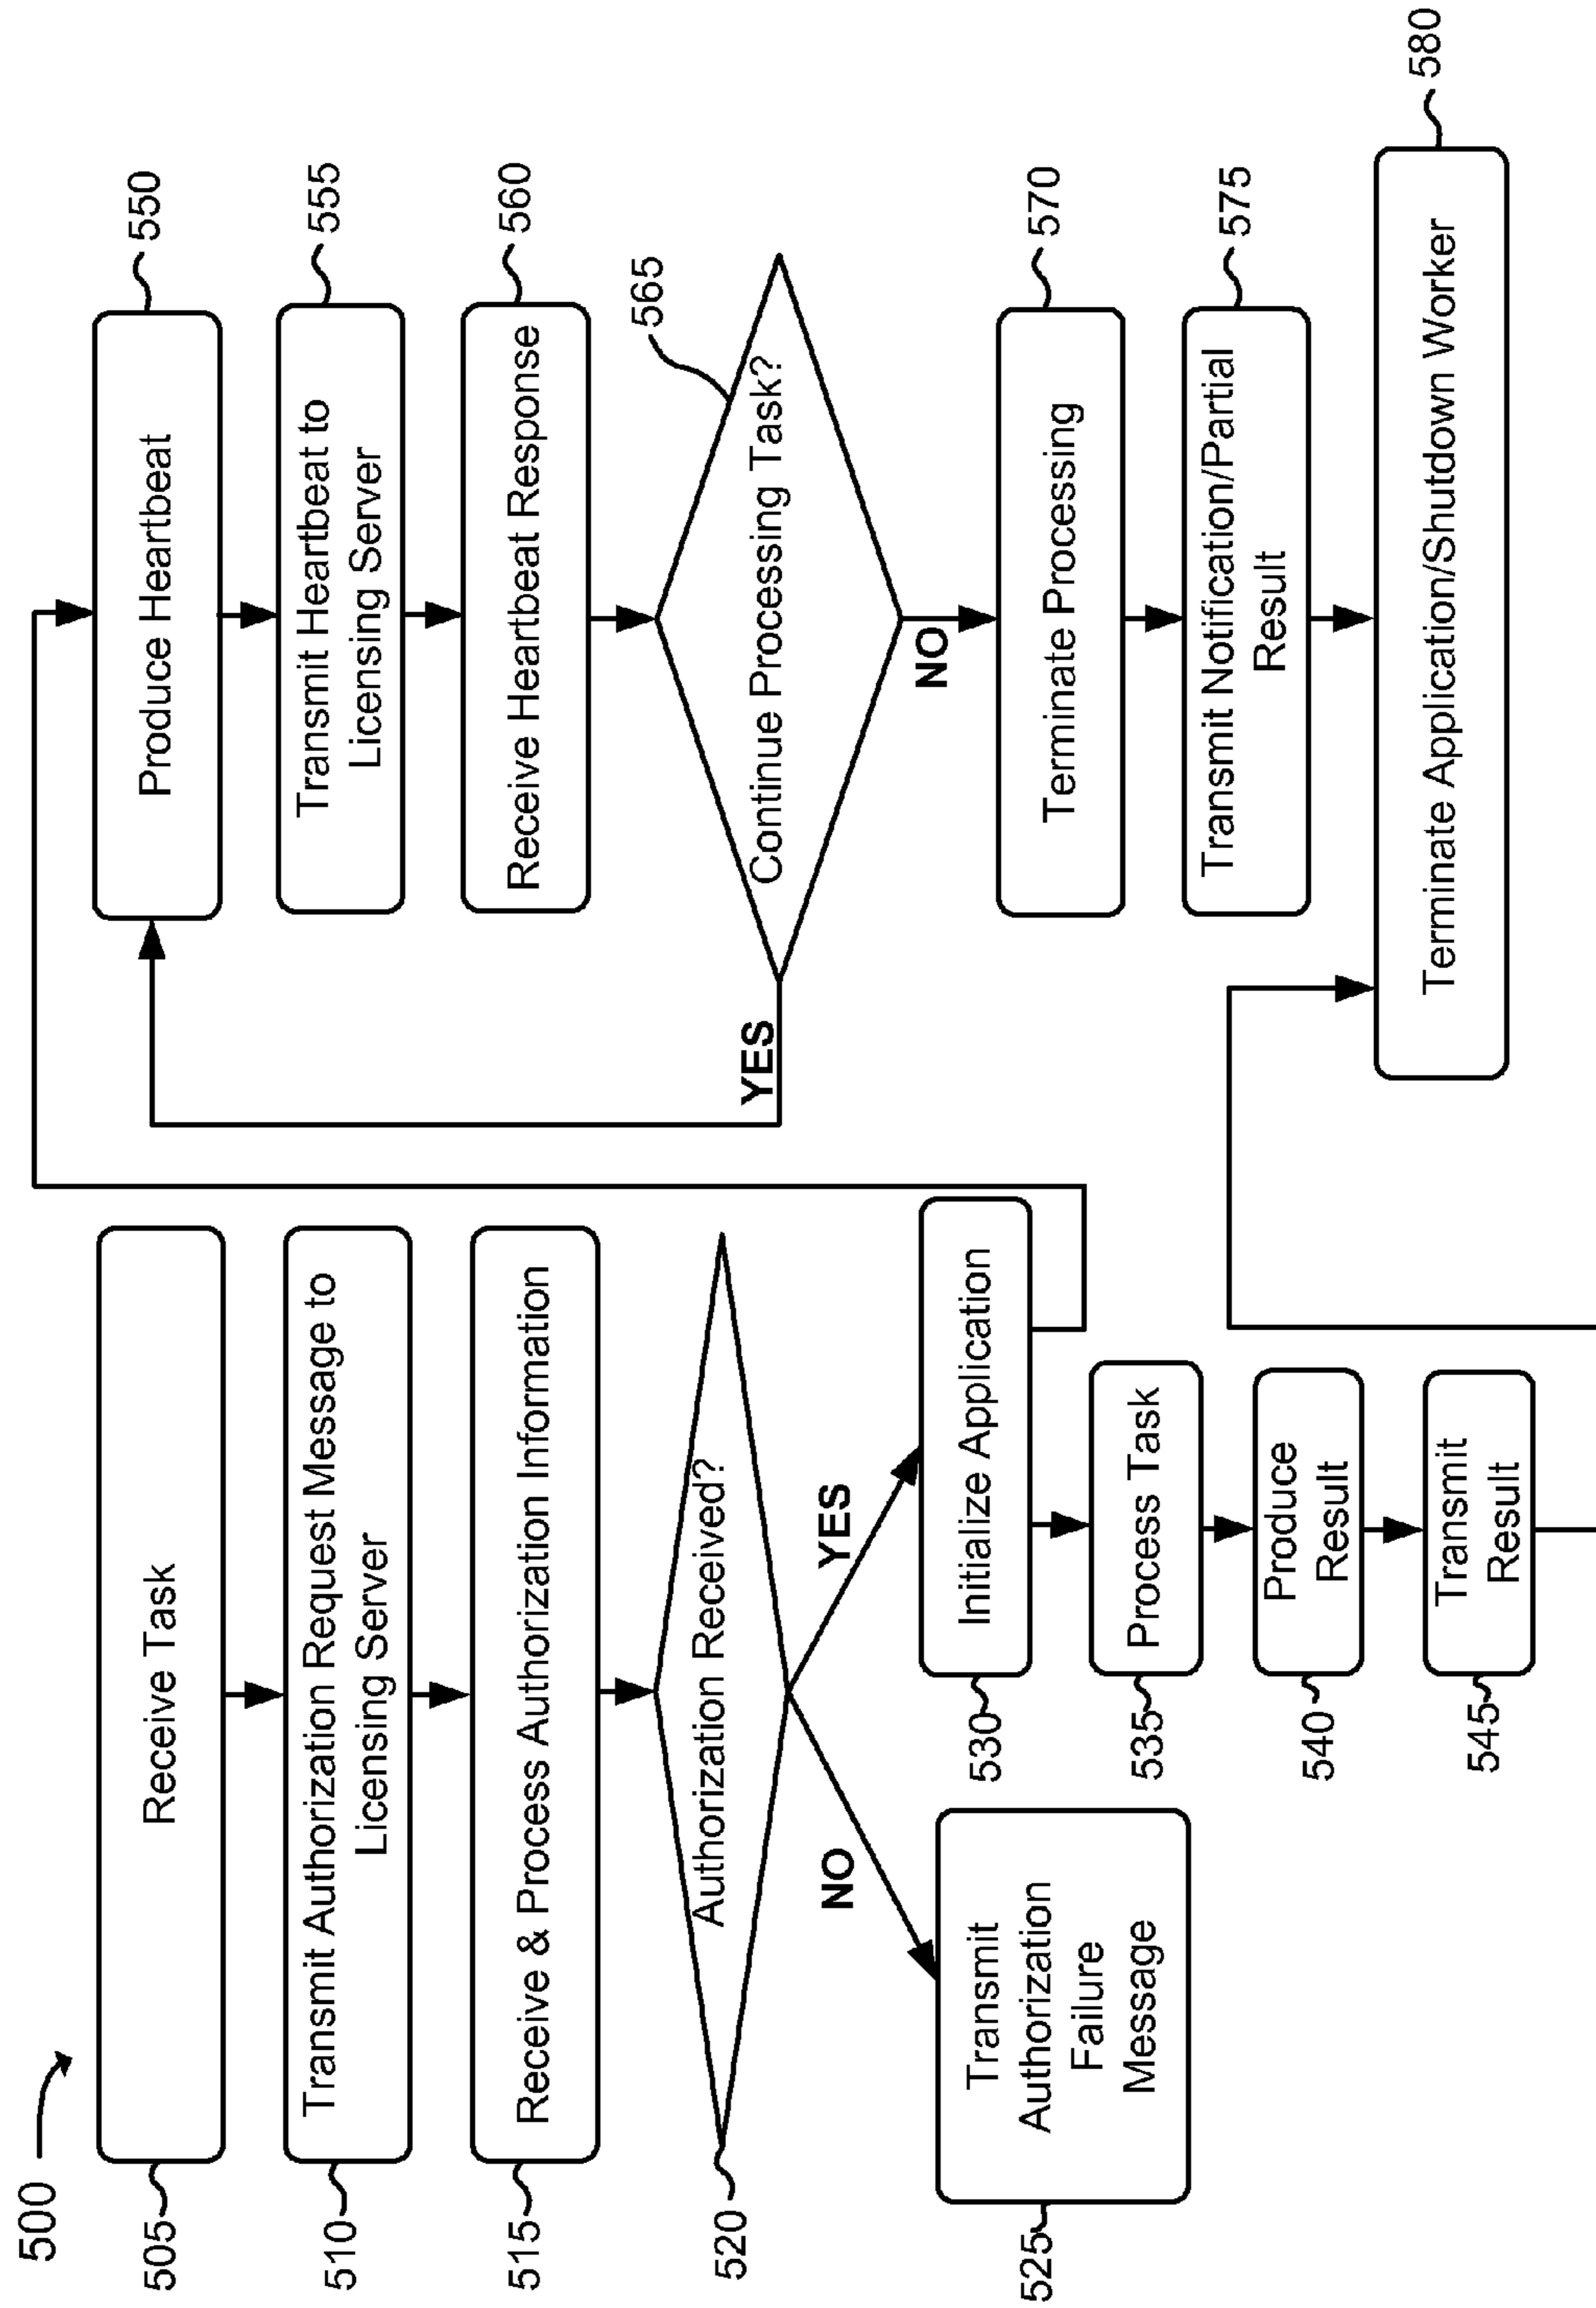 500
505
Receive Task
510
Transmit Authorization Request Message to
Licensing Server
515
Receive & Process Authorization Information
520
Authorization Received?
NO
YES
525
Transmit
Authorization
Failure
Message
530
Initialize Application
535
Process Task
540
Produce
Result
545
Transmit
Result
Produce Heartbeat
550
Transmit Heartbeat to
Licensing Server
555
Receive Heartbeat Response
560
565
Continue Processing Task?
YES
NO
Terminate Processing
570
Transmit Notification/Partial
Result
575
Terminate Application/Shutdown Worker
580